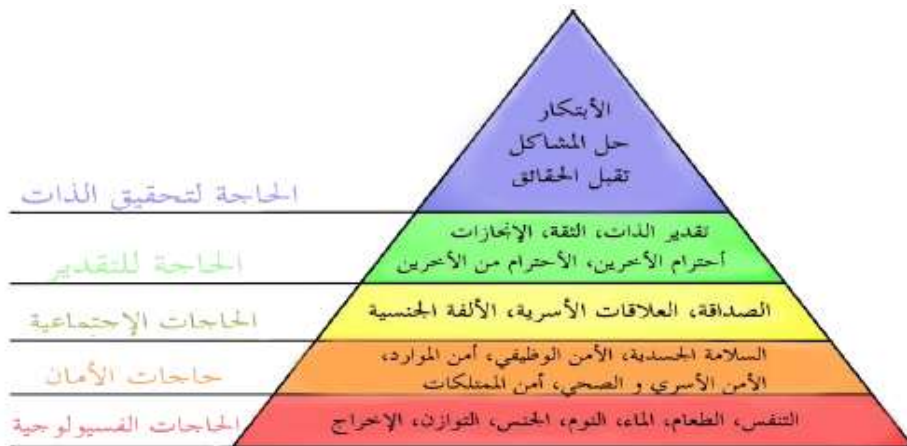 الأبتكار
حل المشاكل
تقبل الحقائق
الحاجة لتحقيق الذات
تقدير الذات، الثقة، الإنجازات
أحترام الأخرين، الأحترام من الأخرين
الحاجة للتقدير
الصداقة، العلاقات الأسرية، الألفة الجنسية
الحاجات الإجتماعية
السلامة الجسدية، الأمن الوظيفي، أمن الموارد،
الأمن الأسري و الصحي، أمن الممتلكات
حاجات الأمان
التنفس، الطعام، الماء، النوم، الجنس، التوازن، الإخراج
الحاجات الفسيولوجية